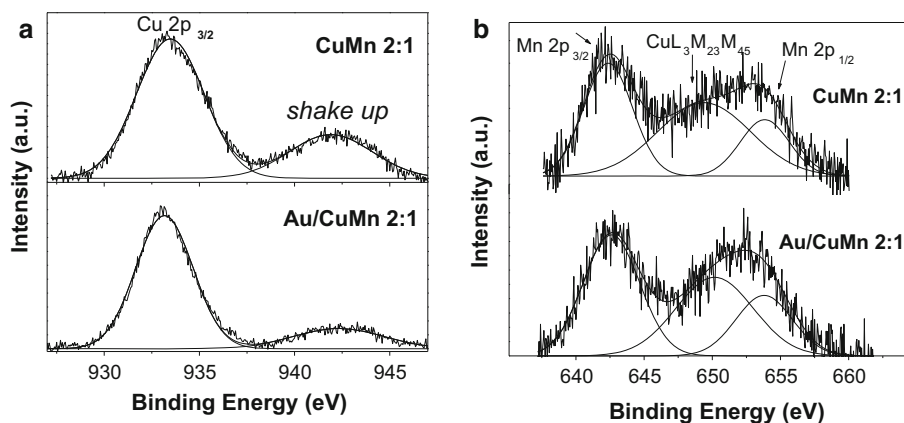 a
Cu 2p 3/2
CuMn 2:1
shake up
Au/CuMn 2:1
Intensity (a.u.)
930 935 940 945
Binding Energy (eV)
b
Mn 2p 3/2
CuL3M23M45
Mn 2p 1/2
CuMn 2:1
Au/CuMn 2:1
Intensity (a.u.)
640 645 650 655 660
Binding Energy (eV)